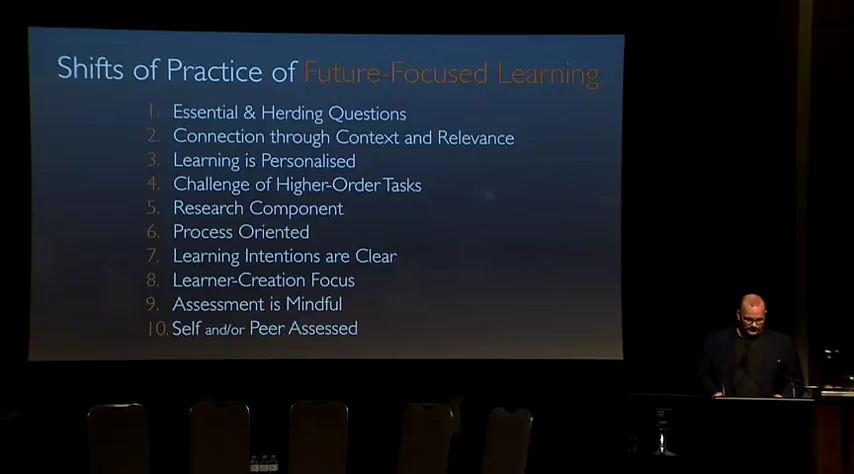 Shifts of Practice of Future-Focused Learning
1. Essential & Herding Questions
2. Connection through Context and Relevance
3. Learning is Personalised
4. Challenge of Higher-Order Tasks
5. Research Component
6. Process Oriented
7. Learning Intentions are Clear
8. Learner-Creation Focus
9. Assessment is Mindful
10. Self and/or Peer Assessed